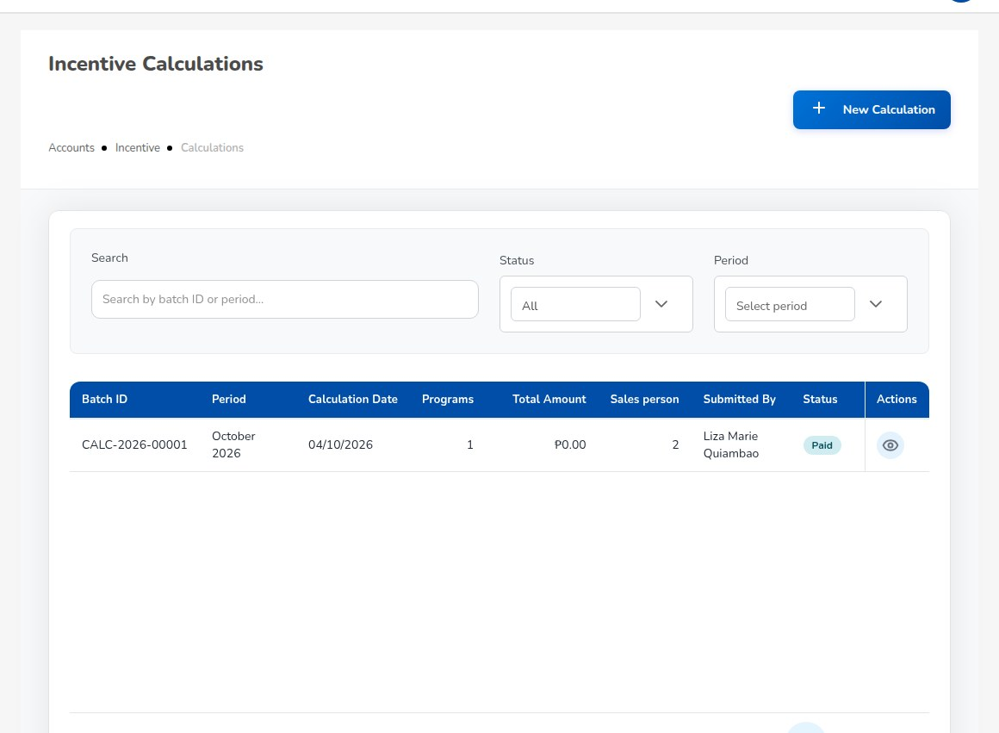 Incentive Calculations
New Calculation
Accounts
Incentive
Calculations
Search
Search by batch ID or period...
Status
All
Period
Select period
Batch ID Period Calculation Date Programs Total Amount Sales person Submitted By Status Actions
CALC-2026-00001 October 2026 04/10/2026 1 ₱0.00 2 Liza Marie Quiambao Paid